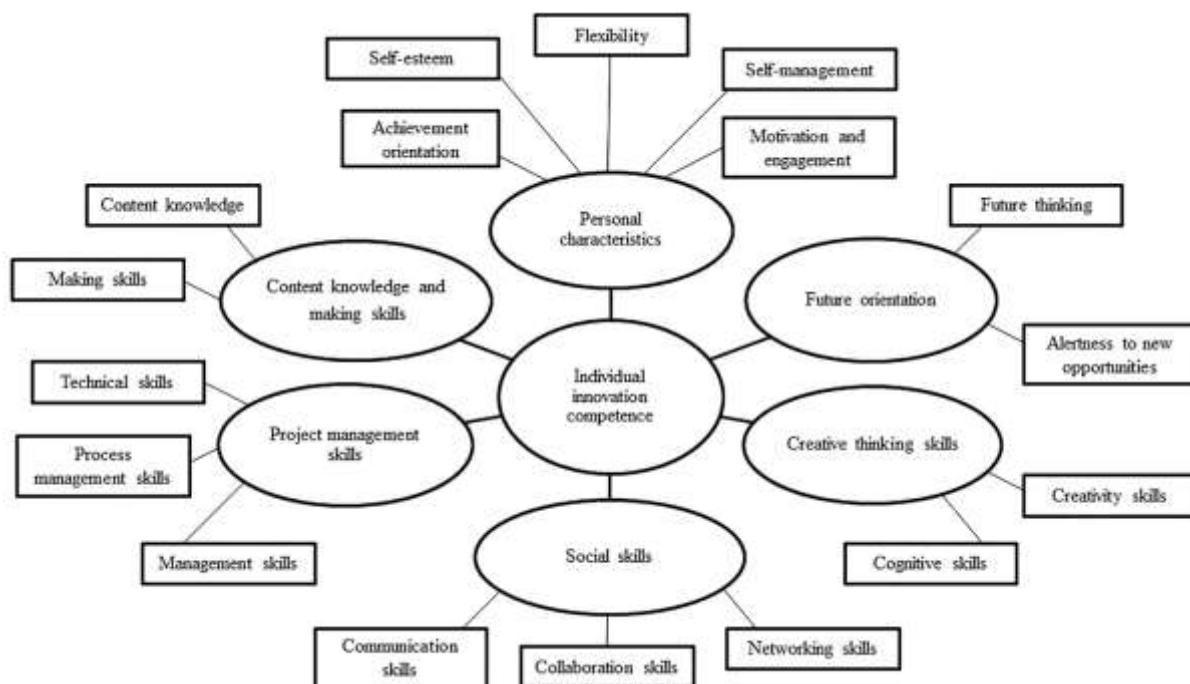 Flexibility
Self-esteem
Self-management
Achievement
orientation
Motivation and
engagement
Content knowledge
Future thinking
Personal
characteristics
Making skills
Content knowledge and
making skills
Future orientation
Alertness to new
opportunities
Technical skills
Individual
innovation
competence
Process
management skills
Project management
skills
Creative thinking skills
Creativity skills
Management skills
Social skills
Cognitive skills
Communication
skills
Collaboration skills
Networking skills